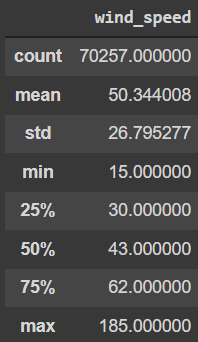 wind_speed
count 70257.000000
mean 50.344008
std 26.795277
min 15.000000
25% 30.000000
50% 43.000000
75% 62.000000
max 185.000000